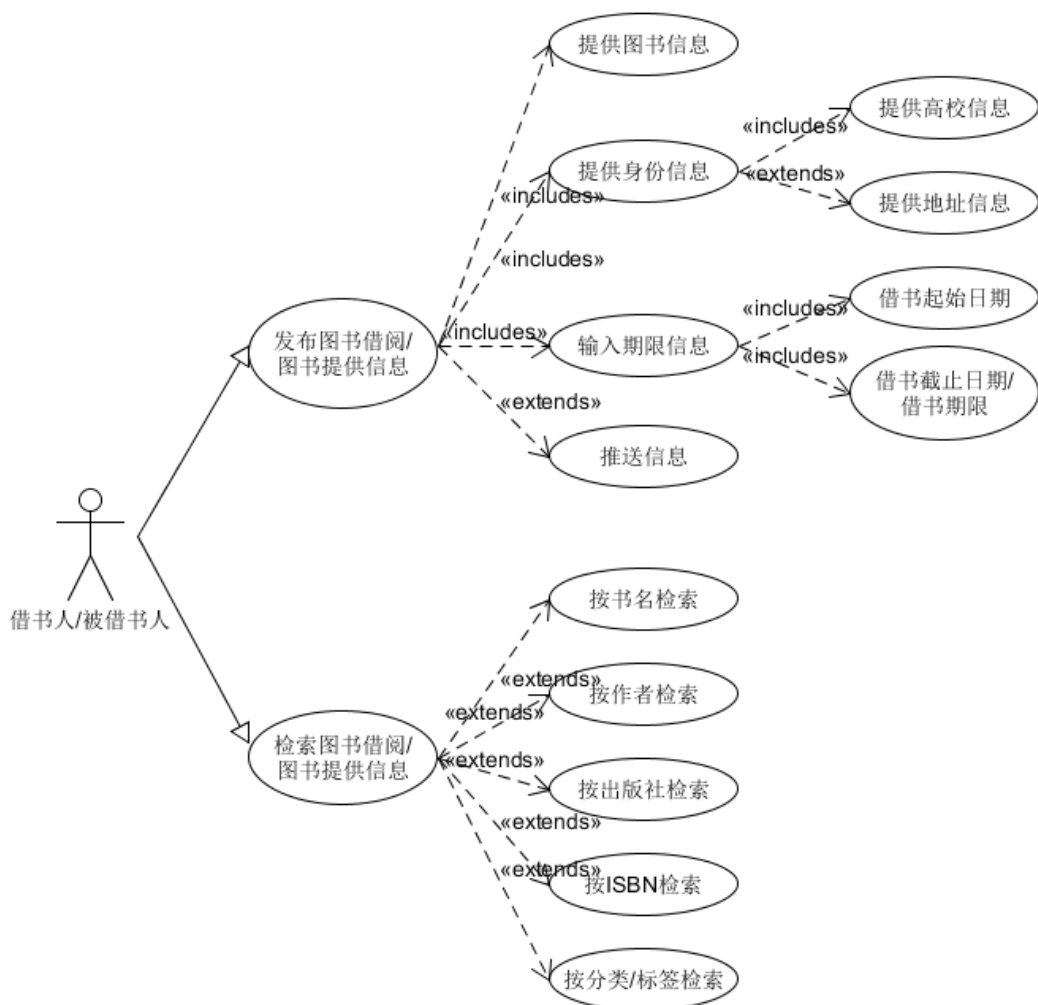 提供图书信息
提供高校信息
«includes»
提供身份信息
«extends»
«includes»
提供地址信息
«includes»
借书起始日期
«includes»
发布图书借阅/
图书提供信息
«includes»
输入期限信息
«includes»
借书截止日期/
借书期限
«extends»
推送信息
借书人/被借书人
按书名检索
«extends»
按作者检索
«extends»
检索图书借阅/
图书提供信息
«extends»
按出版社检索
«extends»
«extends»
按ISBN检索
按分类/标签检索